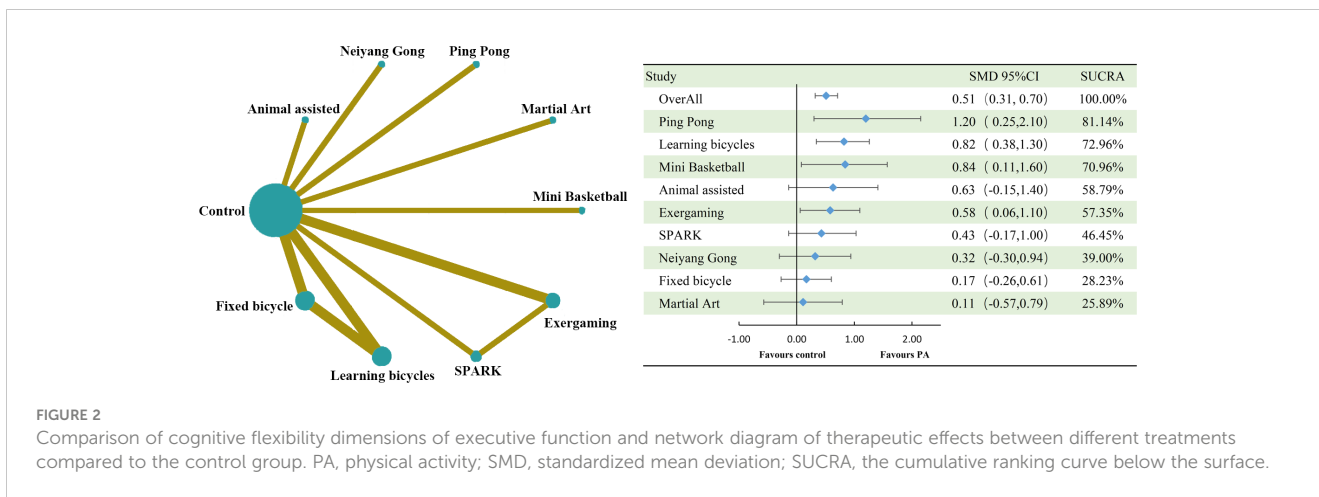 Neiyang Gong
Ping Pong
Animal assisted
Martial Art
Mini Basketball
Control
Fixed bicycle
Exergaming
Learning bicycles
SPARK
Study SMD 95%CI SUCRA
OverAll 0.51 (0.31, 0.70) 100.00%
Ping Pong 1.20 ( 0.25,2.10) 81.14%
Learning bicycles 0.82 ( 0.38,1.30) 72.96%
Mini Basketball 0.84 ( 0.11,1.60) 70.96%
Animal assisted 0.63 (-0.15,1.40) 58.79%
Exergaming 0.58 ( 0.06,1.10) 57.35%
SPARK 0.43 (-0.17,1.00) 46.45%
Neiyang Gong 0.32 (-0.30,0.94) 39.00%
Fixed bicycle 0.17 (-0.26,0.61) 28.23%
Martial Art 0.11 (-0.57,0.79) 25.89%
-1.00 0.00 1.00 2.00
Favours control Favours PA
FIGURE 2
Comparison of cognitive flexibility dimensions of executive function and network diagram of therapeutic effects between different treatments
compared to the control group. PA, physical activity; SMD, standardized mean deviation; SUCRA, the cumulative ranking curve below the surface.